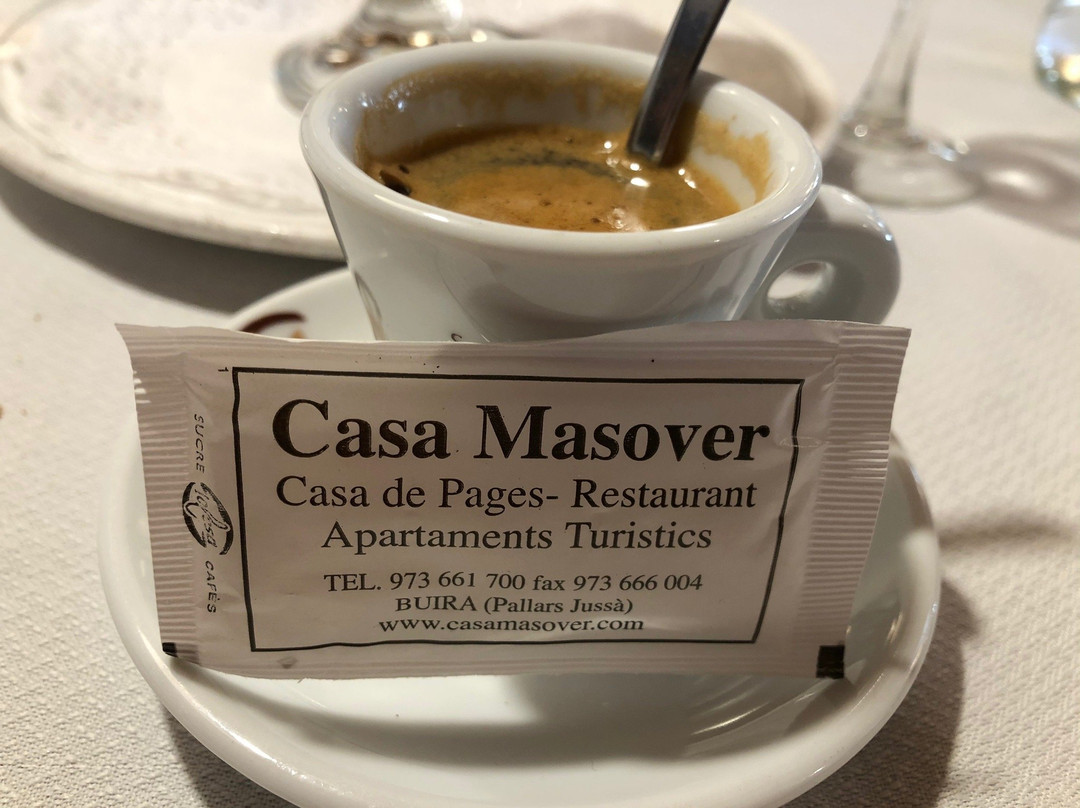 Casa Masover
Casa de Pages- Restaurant
Apartaments Turistics
TEL. 973 661 700 fax 973 666 004
BUIRA (Pallars Jussà)
www.casamasover.com
SUCRE
CAFÈS
1